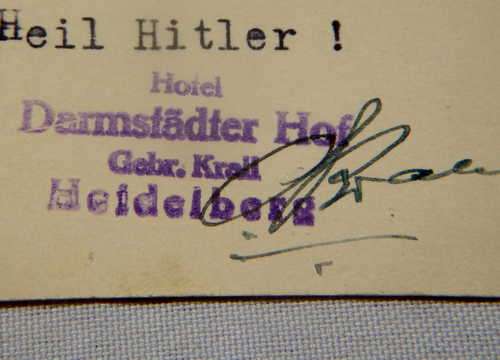 Heil Hitler !
Hotel
Darmstädter Hof
Gebr. Krall
Heidelberg